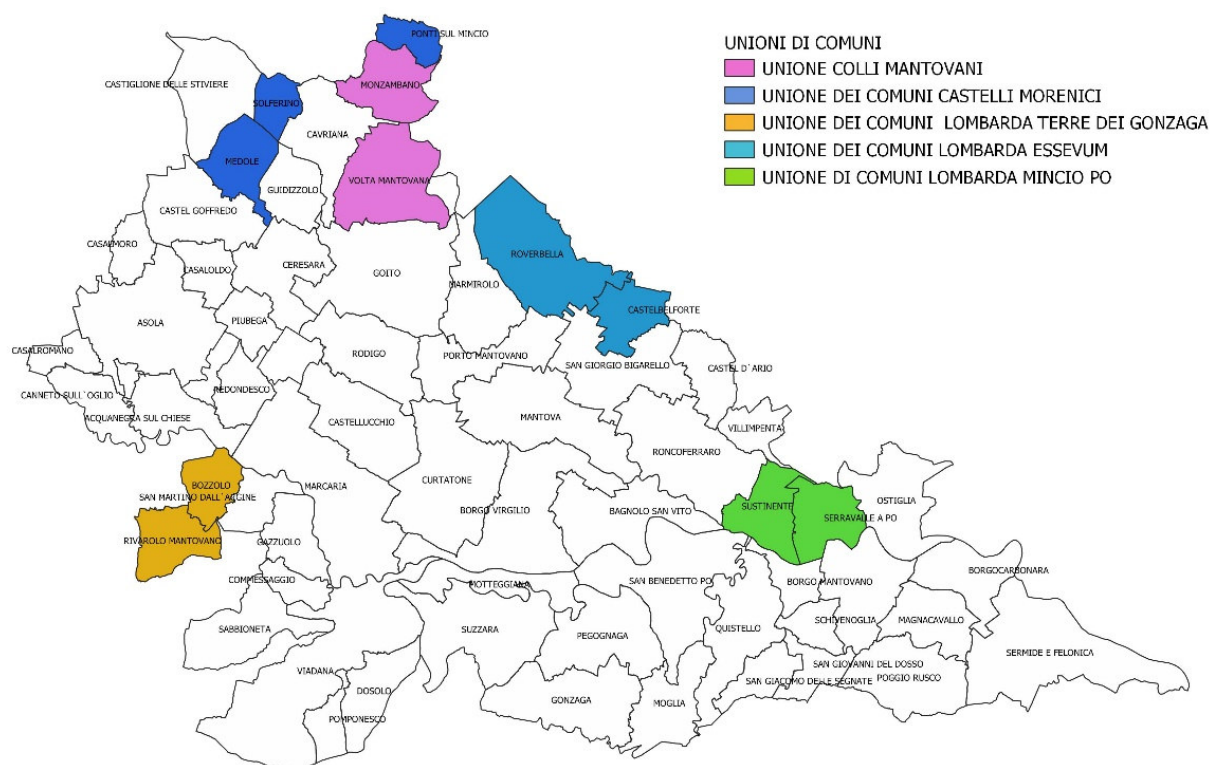 PONTI SUL MINCIO
UNIONI DI COMUNI
UNIONE COLLI MANTOVANI
UNIONE DEI COMUNI CASTELLI MORENICI
UNIONE DEI COMUNI LOMBARDA TERRE DEI GONZAGA
UNIONE DEI COMUNI LOMBARDA ESSEVUM
UNIONE DI COMUNI LOMBARDA MINCIO PO
CASTIGLIONE DELLE STIVIERE
MONZAMBANO
SOLFERINO
CAVRIANA
MEDOLE
VOLTA MANTOVANA
GUIDIZZOLO
CASTEL GOFFREDO
CASALMORO
ROVERBELLA
CERESARA
CASALOLDO
GOITO
MARMIROLO
CASTELBELFORTE
ASOLA
PIUBEGA
CASALROMANO
RODIGO
PORTO MANTOVANO
SAN GIORGIO BIGARELLO
CASTEL D`ARIO
REDONDESCO
CANNETO SULL`OGLIO
ACQUANEGRA SUL CHIESE
CASTELLUCCHIO
MANTOVA
VILLIMPENTA
RONCOFERRARO
CURTATONE
BOZZOLO
MARCARIA
SAN MARTINO DALL`ARGINE
OSTIGLIA
SUSTINENTE
BORGO VIRGILIO
BAGNOLO SAN VITO
SERRAVALLE A PO
RIVAROLO MANTOVANO
GAZZUOLO
BORGOCARBONARA
COMMESSAGGIO
MOTTEGGIANA
SAN BENEDETTO PO
BORGO MANTOVANO
SABBIONETA
SUZZARA
PEGOGNAGA
QUISTELLO
SCHIVENOGLIA
MAGNACAVALLO
SERMIDE E FELONICA
SAN GIOVANNI DEL DOSSO
VIADANA
SAN GIACOMO DELLE SEGNATE
POGGIO RUSCO
DOSOLO
GONZAGA
MOGLIA
POMPONESCO